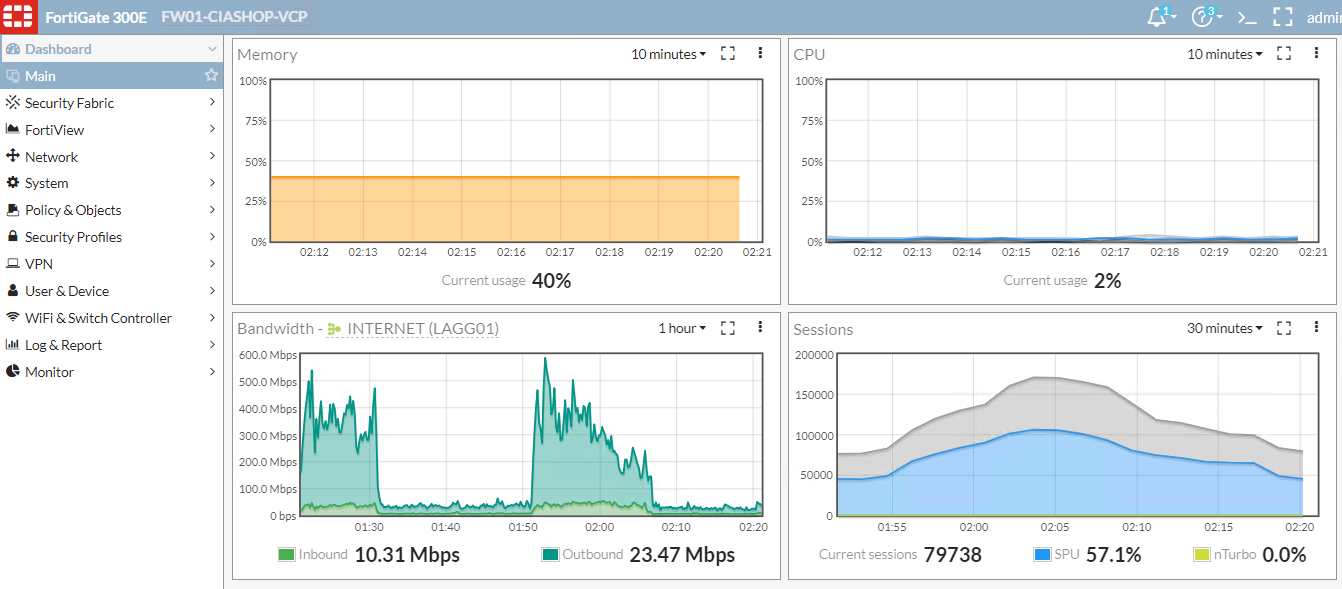 FortiGate 300E FW01-CIASHOP-VCP 1 3 >_ admin
Dashboard
Main
Security Fabric
FortiView
Network
System
Policy & Objects
Security Profiles
VPN
User & Device
WiFi & Switch Controller
Log & Report
Monitor
Memory 10 minutes
100%
75%
50%
25%
0%
02:12 02:13 02:14 02:15 02:16 02:17 02:18 02:19 02:20 02:21
Current usage 40%
CPU 10 minutes
100%
75%
50%
25%
0%
02:12 02:13 02:14 02:15 02:16 02:17 02:18 02:19 02:20 02:21
Current usage 2%
Bandwidth - INTERNET (LAGG01) 1 hour
600.0 Mbps
500.0 Mbps
400.0 Mbps
300.0 Mbps
200.0 Mbps
100.0 Mbps
0 bps
01:30 01:40 01:50 02:00 02:10 02:20
Inbound 10.31 Mbps Outbound 23.47 Mbps
Sessions 30 minutes
200000
150000
100000
50000
0
01:55 02:00 02:05 02:10 02:15 02:20
Current sessions 79738 SPU 57.1% nTurbo 0.0%